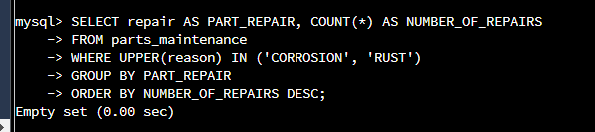 mysql> SELECT repair AS PART_REPAIR, COUNT(*) AS NUMBER_OF_REPAIRS
-> FROM parts_maintenance
-> WHERE UPPER(reason) IN ('CORROSION', 'RUST')
-> GROUP BY PART_REPAIR
-> ORDER BY NUMBER_OF_REPAIRS DESC;
Empty set (0.00 sec)